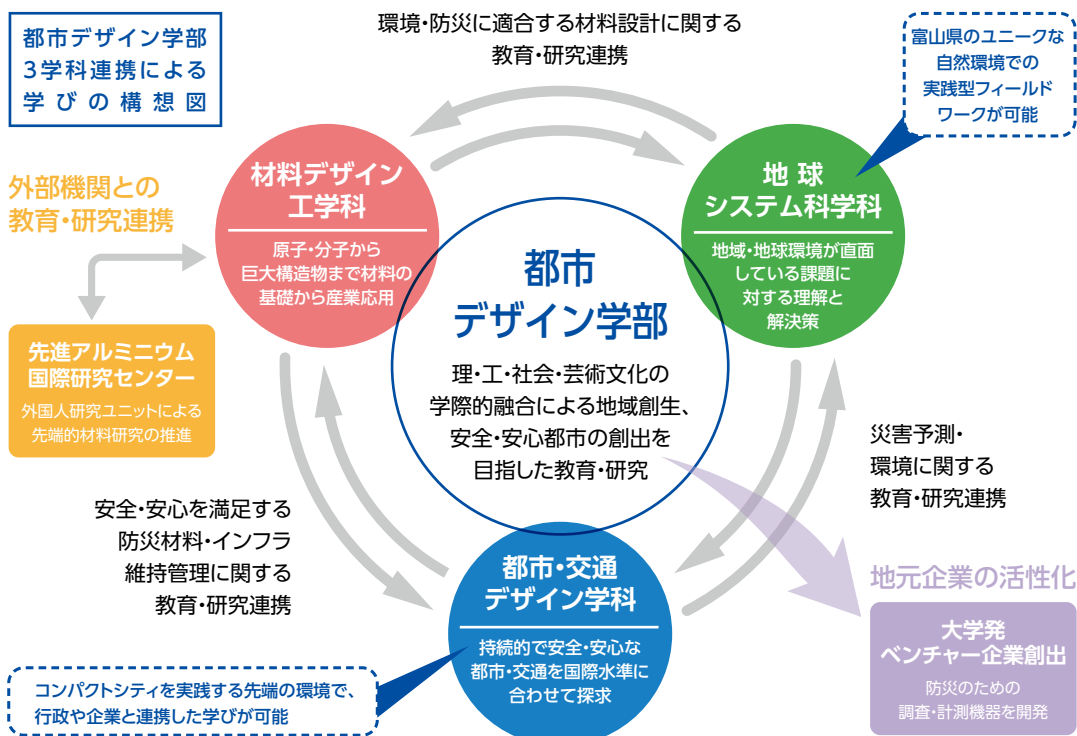 都市デザイン学部
3学科連携による
学びの構想図
環境・防災に適合する材料設計に関する
教育・研究連携
富山県のユニークな
自然環境での
実践型フィールド
ワークが可能
外部機関との
教育・研究連携
材料デザイン
工学科
原子・分子から
巨大構造物まで材料の
基礎から産業応用
地球
システム科学科
地域・地球環境が直面
している課題に
対する理解と
解決策
都市
デザイン学部
理・工・社会・芸術文化の
学際的融合による地域創生、
安全・安心都市の創出を
目指した教育・研究
先進アルミニウム
国際研究センター
外国人研究ユニットによる
先端的材料研究の推進
災害予測・
環境に関する
教育・研究連携
安全・安心を満足する
防災材料・インフラ
維持管理に関する
教育・研究連携
都市・交通
デザイン学科
持続的で安全・安心な
都市・交通を国際水準に
合わせて探求
地元企業の活性化
大学発
ベンチャー企業創出
防災のための
調査・計測機器を開発
コンパクトシティを実践する先端の環境で、
行政や企業と連携した学びが可能